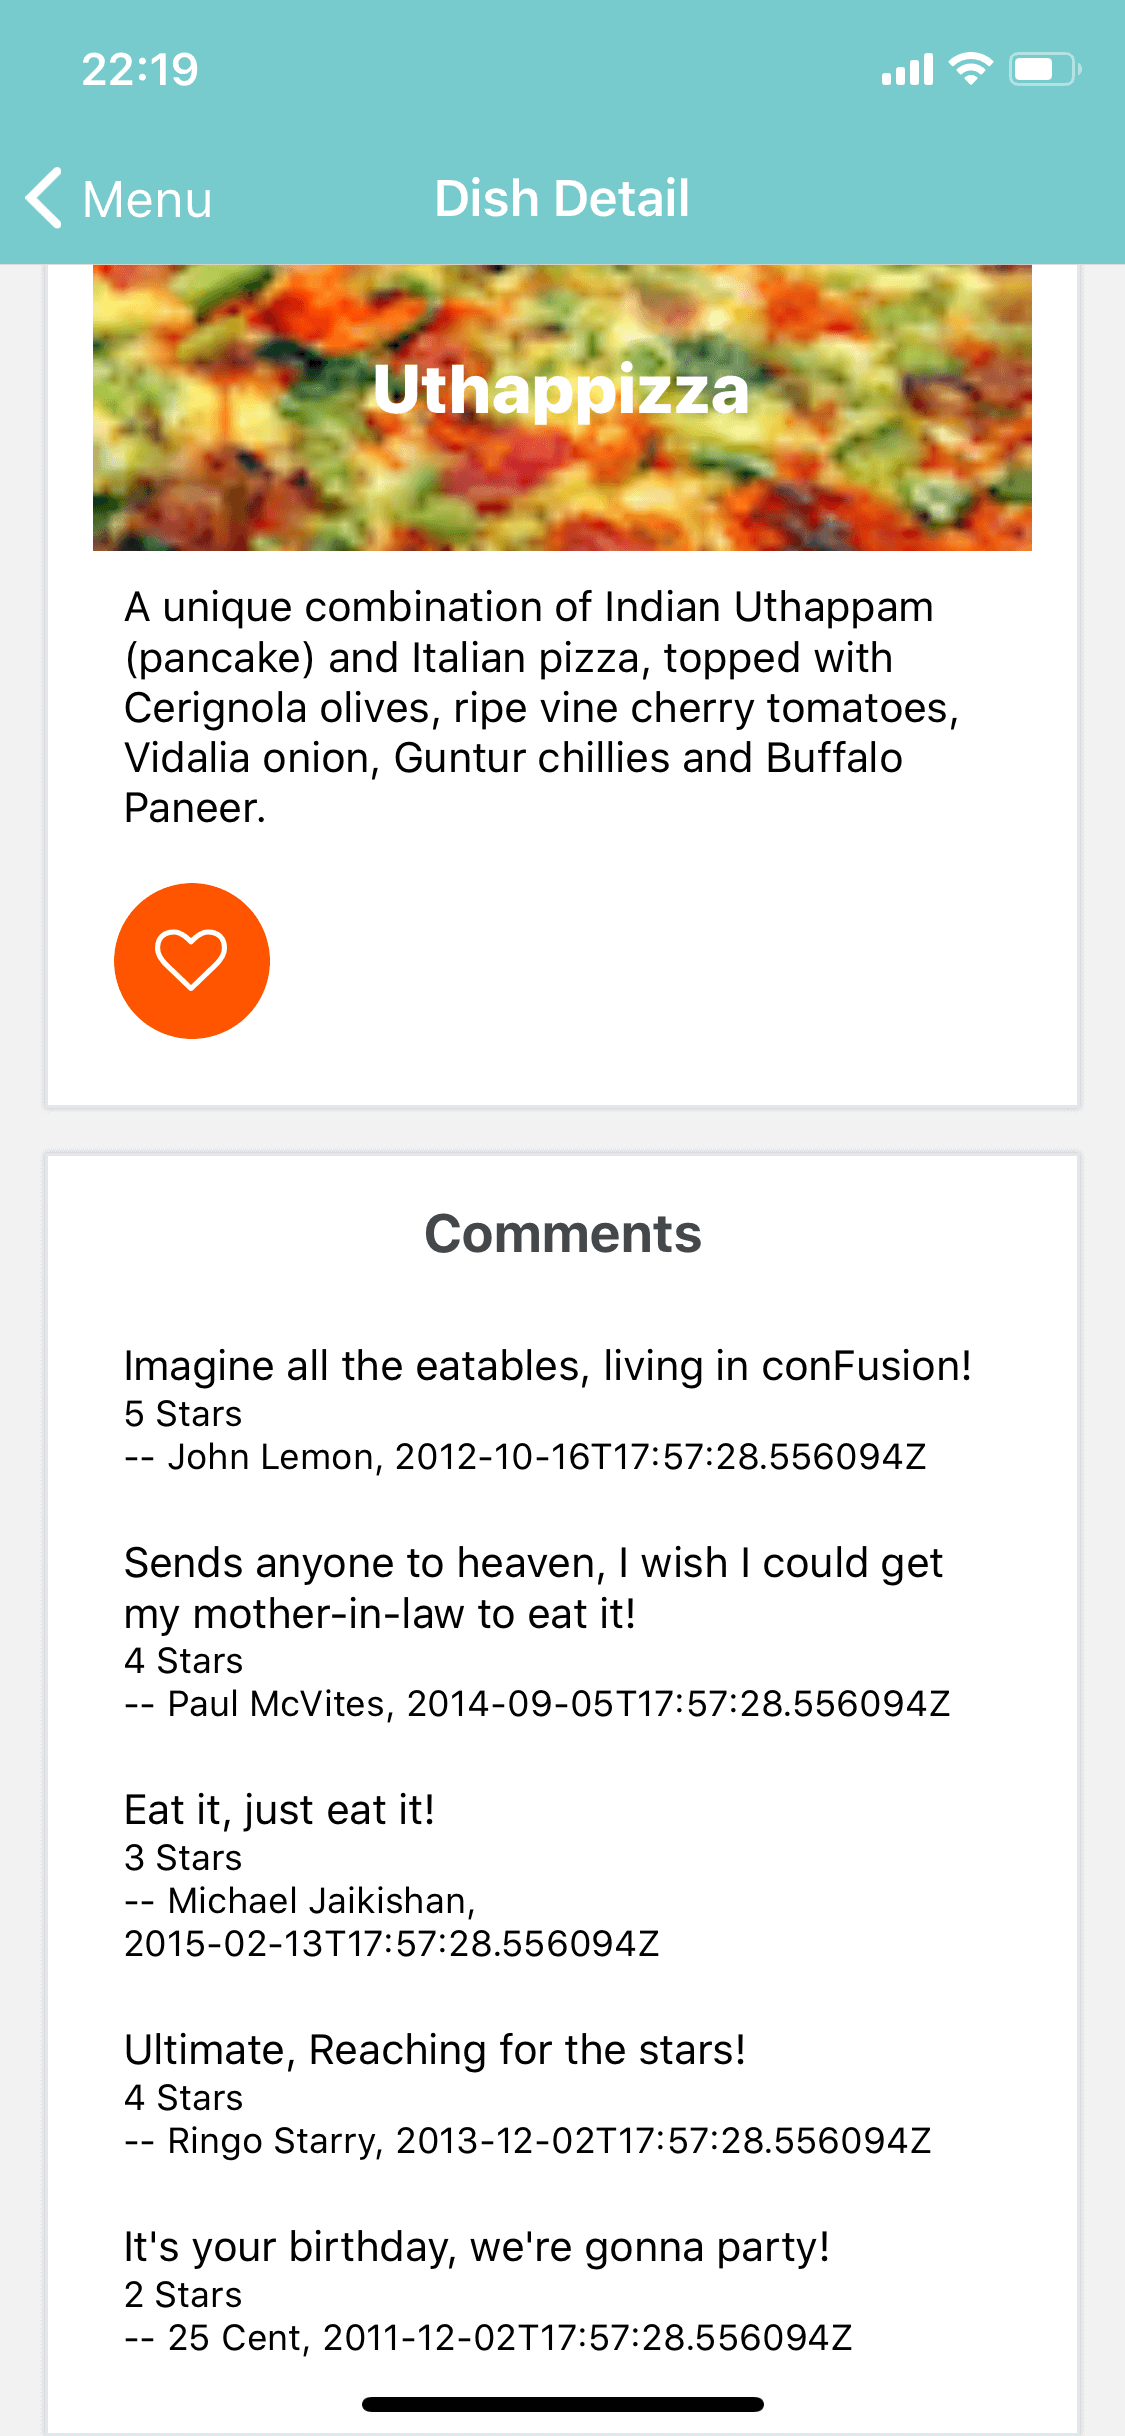 22:19
Menu
Dish Detail
Uthappizza
A unique combination of Indian Uthappam
(pancake) and Italian pizza, topped with
Cerignola olives, ripe vine cherry tomatoes,
Vidalia onion, Guntur chillies and Buffalo
Paneer.
Comments
Imagine all the eatables, living in conFusion!
5 Stars
-- John Lemon, 2012-10-16T17:57:28.556094Z
Sends anyone to heaven, I wish I could get
my mother-in-law to eat it!
4 Stars
-- Paul McVites, 2014-09-05T17:57:28.556094Z
Eat it, just eat it!
3 Stars
-- Michael Jaikishan,
2015-02-13T17:57:28.556094Z
Ultimate, Reaching for the stars!
4 Stars
-- Ringo Starry, 2013-12-02T17:57:28.556094Z
It's your birthday, we're gonna party!
2 Stars
-- 25 Cent, 2011-12-02T17:57:28.556094Z